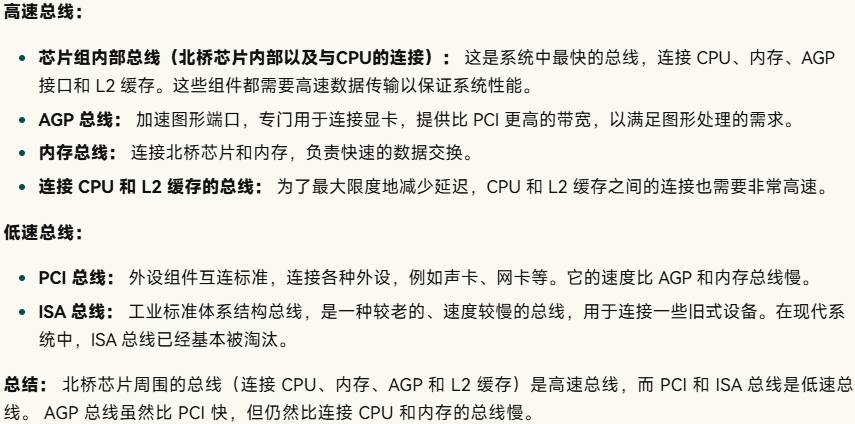 高速总线：
芯片组内部总线（北桥芯片内部以及与CPU的连接）： 这是系统中最快的总线，连接 CPU、内存、AGP
接口和 L2 缓存。这些组件都需要高速数据传输以保证系统性能。
AGP 总线： 加速图形端口，专门用于连接显卡，提供比 PCI 更高的带宽，以满足图形处理的需求。
内存总线： 连接北桥芯片和内存，负责快速的数据交换。
连接 CPU 和 L2 缓存的总线： 为了最大限度地减少延迟，CPU 和 L2 缓存之间的连接也需要非常高速。
低速总线：
PCI 总线： 外设组件互连标准，连接各种外设，例如声卡、网卡等。它的速度比 AGP 和内存总线慢。
ISA 总线： 工业标准体系结构总线，是一种较老的、速度较慢的总线，用于连接一些旧式设备。在现代系
统中，ISA 总线已经基本被淘汰。
总结： 北桥芯片周围的总线（连接 CPU、内存、AGP 和 L2 缓存）是高速总线，而 PCI 和 ISA 总线是低速总
线。 AGP 总线虽然比 PCI 快，但仍然比连接 CPU 和内存的总线慢。